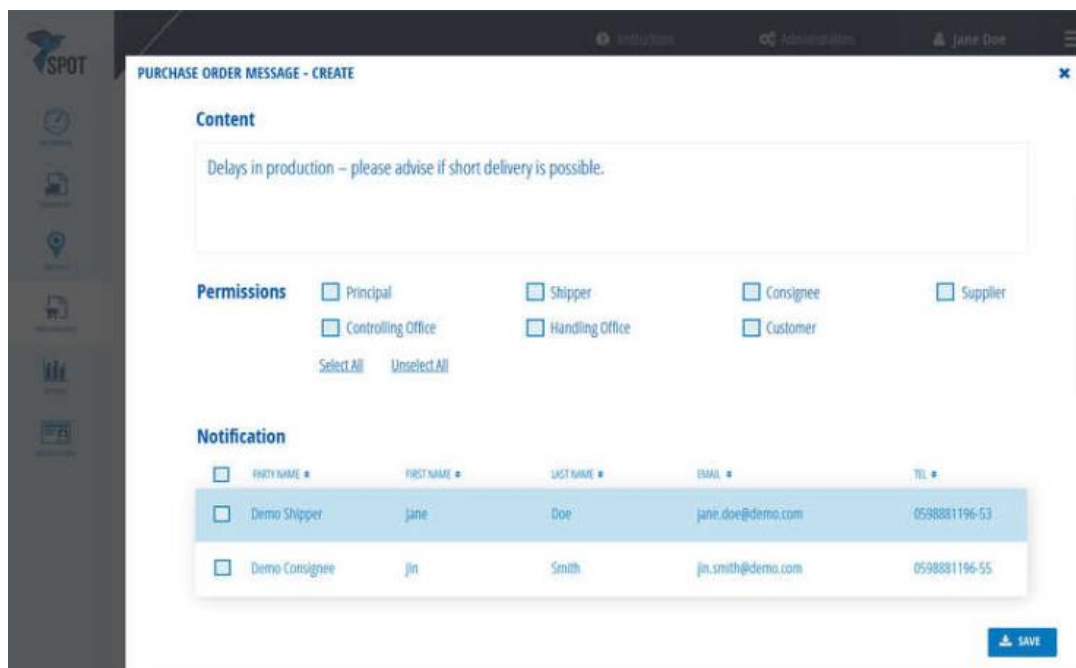 SPOT
Instructions
Administration
Jane Doe
PURCHASE ORDER MESSAGE - CREATE
Content
Delays in production – please advise if short delivery is possible.
Permissions
Principal
Shipper
Consignee
Supplier
Controlling Office
Handling Office
Customer
Select All
Unselect All
Notification
PARTY NAME
FIRST NAME
LAST NAME
EMAIL
TEL
Demo Shipper
Jane
Doe
jane.doe@demo.com
0598881196-53
Demo Consignee
Jin
Smith
jin.smith@demo.com
0598881196-55
SAVE